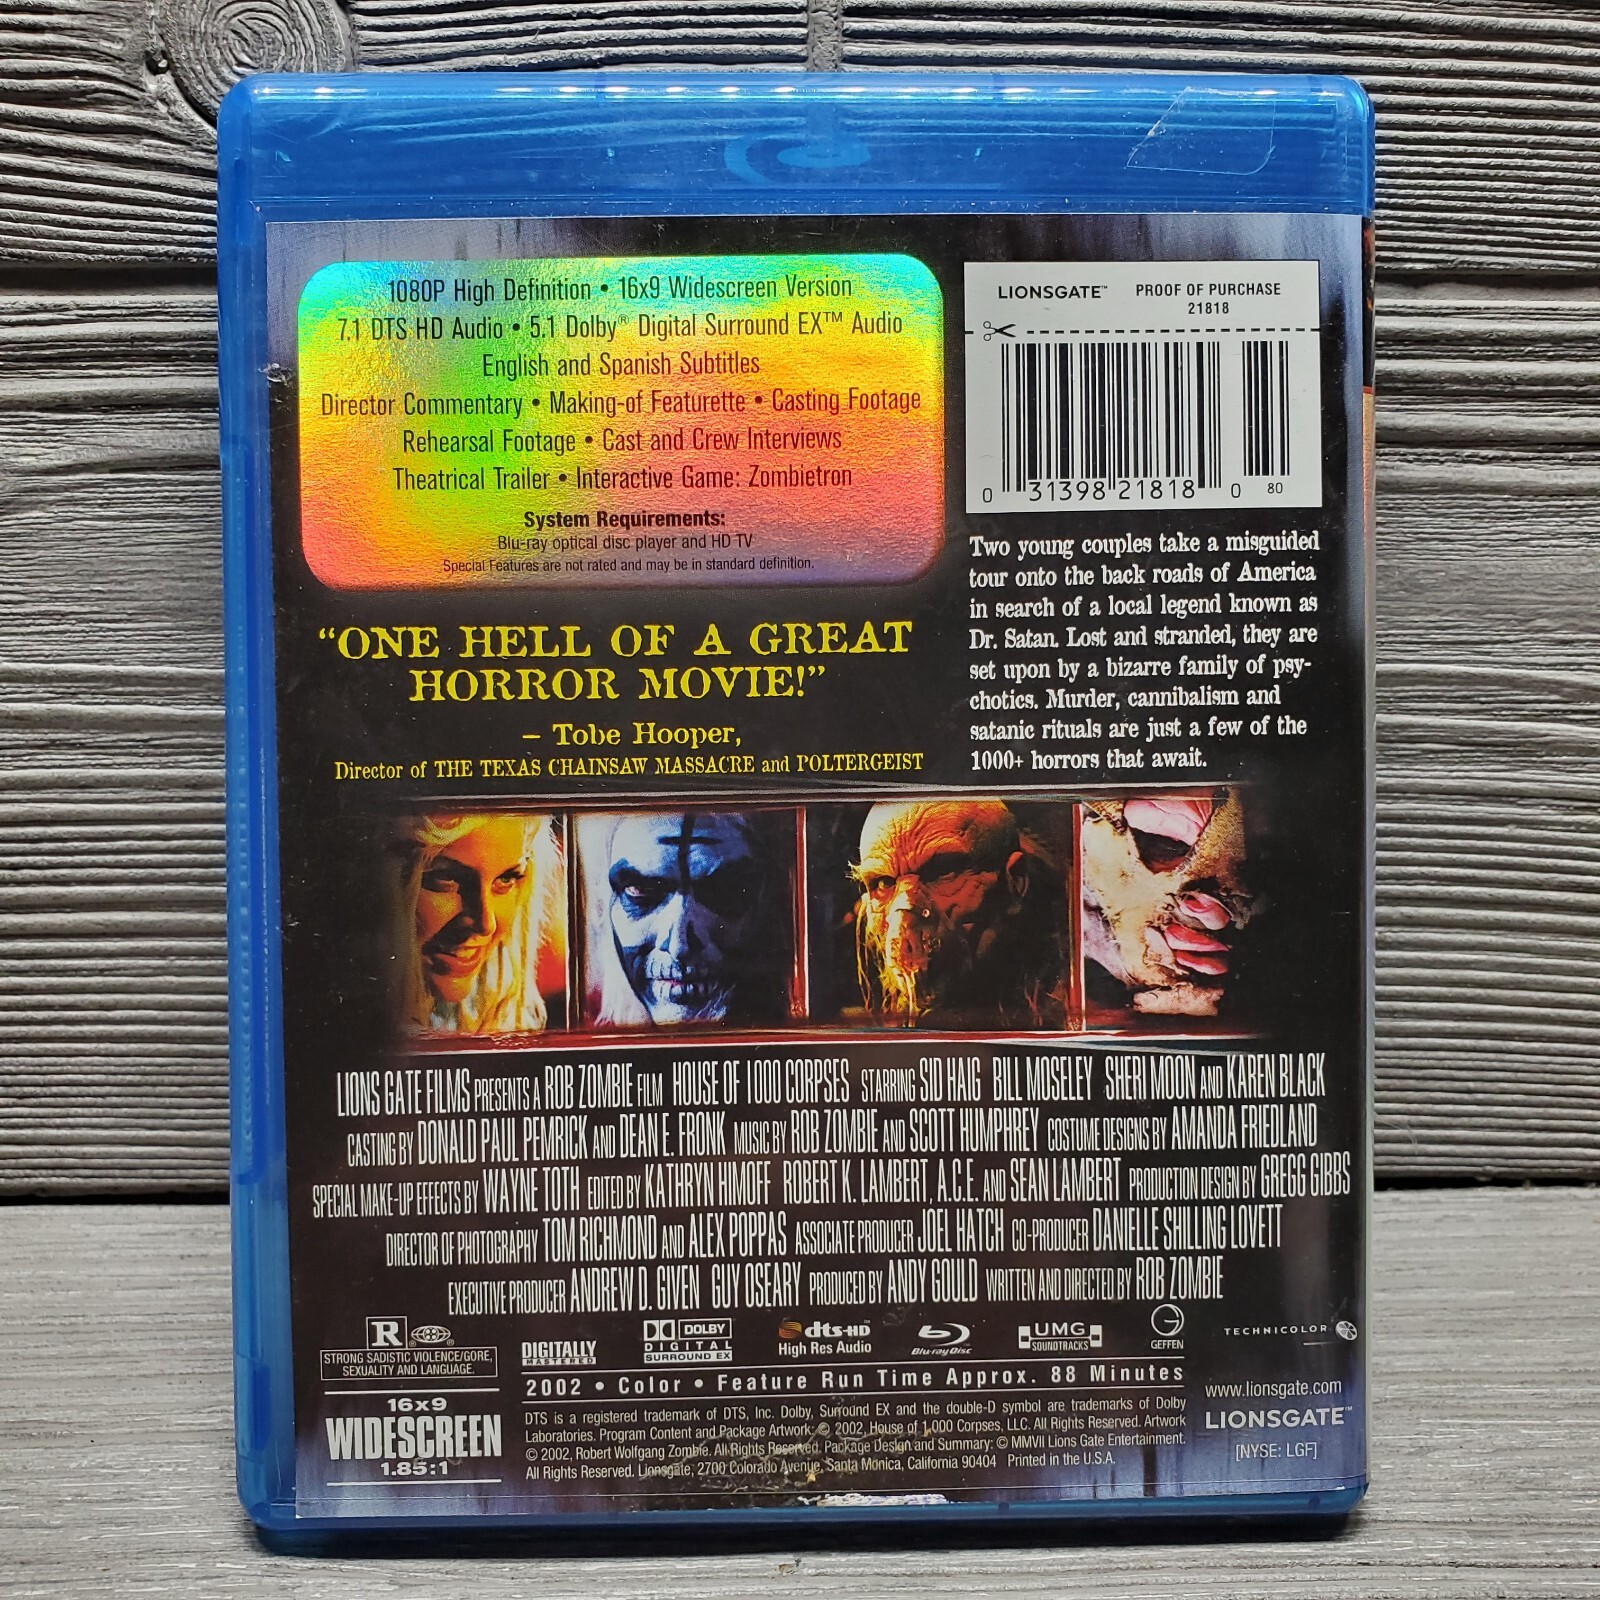 1080P High Definition • 16x9 Widescreen Version
7.1 DTS HD Audio • 5.1 Dolby® Digital Surround EX™ Audio
English and Spanish Subtitles
Director Commentary • Making-of Featurette • Casting Footage
Rehearsal Footage • Cast and Crew Interviews
Theatrical Trailer • Interactive Game: Zombietron
System Requirements:
Blu-ray optical disc player and HD TV
Special Features are not rated and may be in standard definition.
LIONSGATE™ PROOF OF PURCHASE
21818
0 31398 21818 0 80
"ONE HELL OF A GREAT
HORROR MOVIE!"
– Tobe Hooper,
Director of THE TEXAS CHAINSAW MASSACRE and POLTERGEIST
Two young couples take a misguided
tour onto the back roads of America
in search of a local legend known as
Dr. Satan. Lost and stranded, they are
set upon by a bizarre family of psy-
chotics. Murder, cannibalism and
satanic rituals are just a few of the
1000+ horrors that await.
LIONS GATE FILMS PRESENTS A ROB ZOMBIE FILM HOUSE OF 1000 CORPSES STARRING SID HAIG BILL MOSELEY SHERI MOON AND KAREN BLACK
CASTING BY DONALD PAUL PEMRICK AND DEAN E. FRONK MUSIC BY ROB ZOMBIE AND SCOTT HUMPHREY COSTUME DESIGNS BY AMANDA FRIEDLAND
SPECIAL MAKE-UP EFFECTS BY WAYNE TOTH EDITED BY KATHRYN HIMOFF ROBERT K. LAMBERT, A.C.E. AND SEAN LAMBERT PRODUCTION DESIGN BY GREGG GIBBS
DIRECTOR OF PHOTOGRAPHY TOM RICHMOND AND ALEX POPPAS ASSOCIATE PRODUCER JOEL HATCH CO-PRODUCER DANIELLE SHILLING LOVETT
EXECUTIVE PRODUCER ANDREW D. GIVEN GUY OSEARY PRODUCED BY ANDY GOULD WRITTEN AND DIRECTED BY ROB ZOMBIE
R
STRONG SADISTIC VIOLENCE/GORE,
SEXUALITY AND LANGUAGE.
16x9
WIDESCREEN
1.85:1
DIGITALLY
MASTERED
DOLBY
DIGITAL
SURROUND EX
dts-HD
High Res Audio
Blu-ray Disc
UMG
SOUNDTRACKS
GEFFEN
TECHNICOLOR
2002 • Color • Feature Run Time Approx. 88 Minutes
DTS is a registered trademark of DTS, Inc. Dolby, Surround EX and the double-D symbol are trademarks of Dolby
Laboratories. Program Content and Package Artwork: © 2002, House of 1,000 Corpses, LLC. All Rights Reserved. Artwork
© 2002, Robert Wolfgang Zombie. All Rights Reserved. Package Design and Summary: © MMVII Lions Gate Entertainment.
All Rights Reserved. Lionsgate, 2700 Colorado Avenue, Santa Monica, California 90404 Printed in the U.S.A.
www.lionsgate.com
LIONSGATE™
[NYSE: LGF]